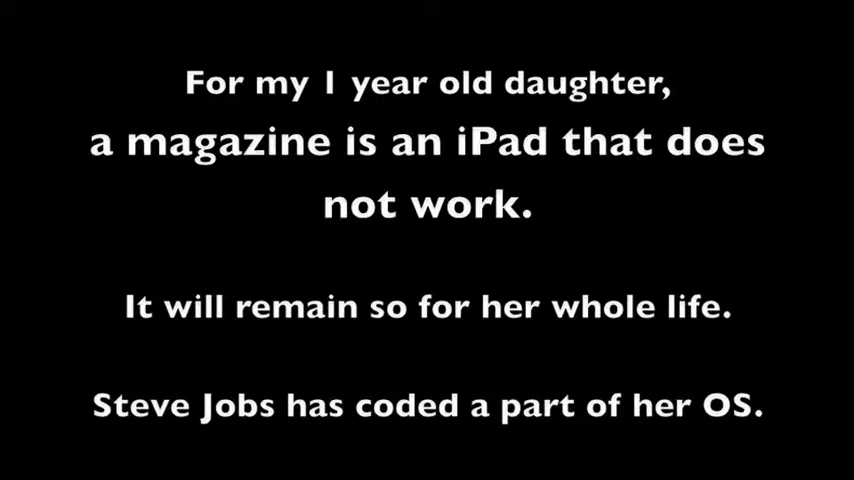 For my 1 year old daughter,
a magazine is an iPad that does
not work.
It will remain so for her whole life.
Steve Jobs has coded a part of her OS.